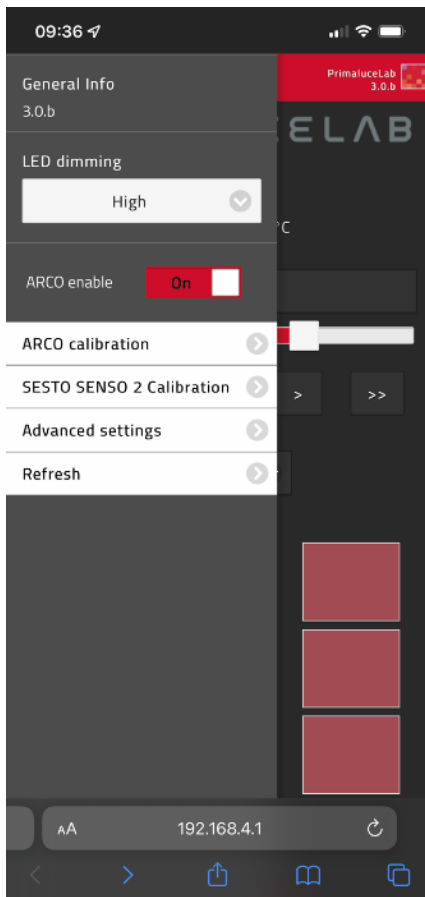 09:36
General Info
3.0.b
PrimaluceLab
3.0.b
ELAB
LED dimming
High
°C
ARCO enable
On
ARCO calibration
SESTO SENSO 2 Calibration
>
>>
Advanced settings
Refresh
AA
192.168.4.1